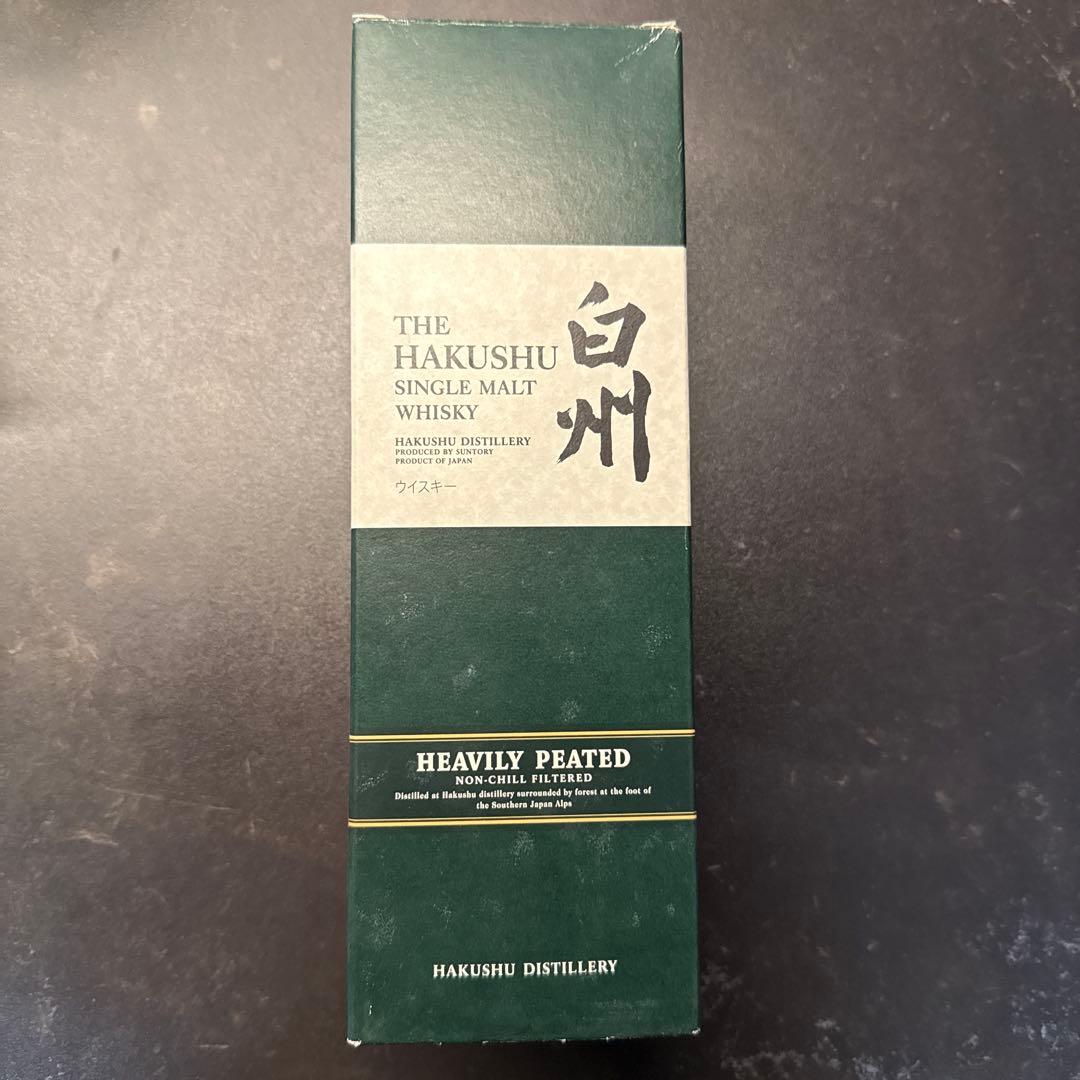 THE
HAKUSHU
SINGLE MALT
WHISKY
白州
HAKUSHU DISTILLERY
PRODUCED BY SUNTORY
PRODUCT OF JAPAN
ウイスキー
HEAVILY PEATED
NON-CHILL FILTERED
Distilled at Hakushu distillery surrounded by forest at the foot of
the Southern Japan Alps
HAKUSHU DISTILLERY